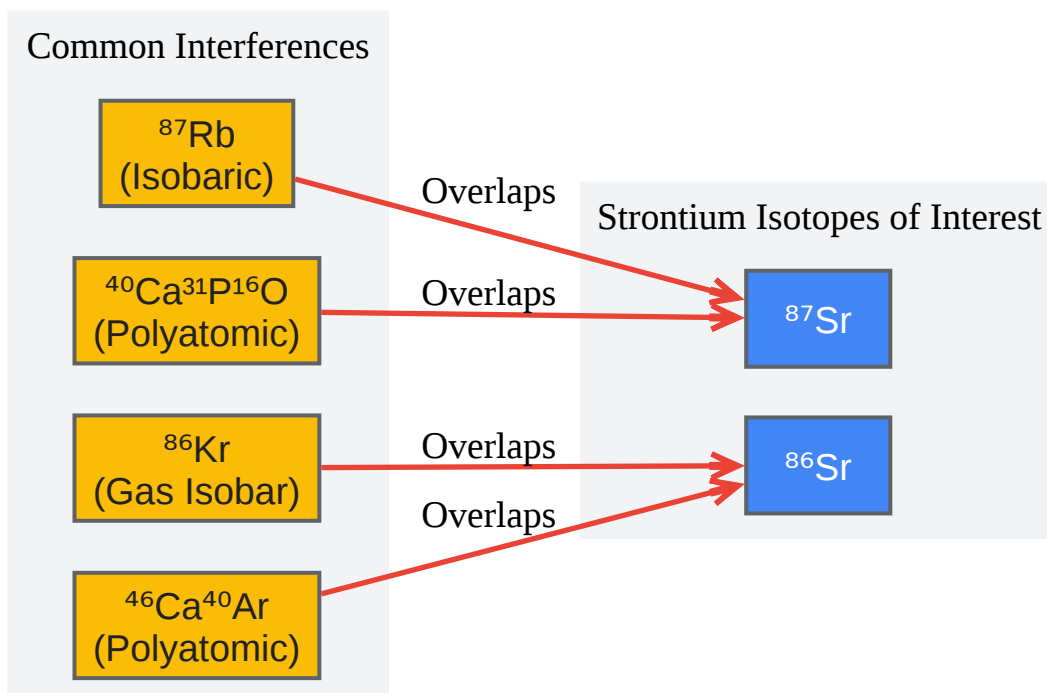 Common Interferences
⁸⁷Rb
(Isobaric)
Overlaps
Strontium Isotopes of Interest
⁴⁰Ca³¹P¹⁶O
(Polyatomic)
Overlaps
⁸⁷Sr
⁸⁶Kr
(Gas Isobar)
Overlaps
⁸⁶Sr
Overlaps
⁴⁶Ca⁴⁰Ar
(Polyatomic)